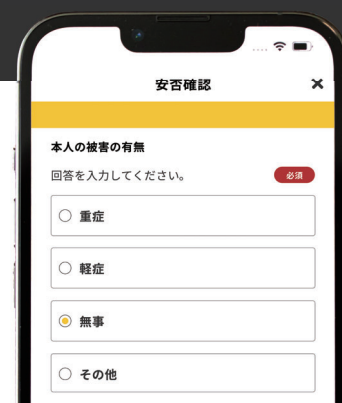 安否確認
本人の被害の有無
回答を入力してください。 必須
重症
軽症
無事
その他